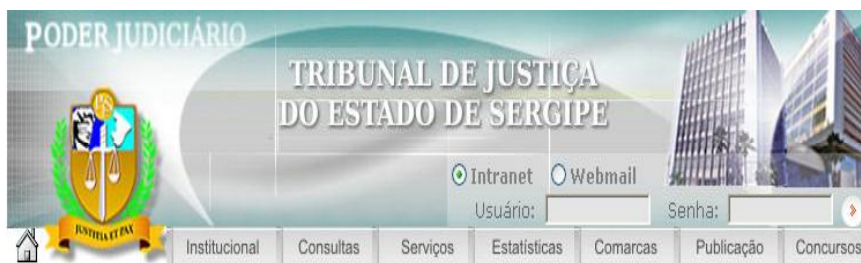 PODER JUDICIÁRIO
TRIBUNAL DE JUSTIÇA
DO ESTADO DE SERGIPE
Intranet Webmail
Usuário: Senha:
JUSTITIA ET PAX
Institucional Consultas Serviços Estatísticas Comarcas Publicação Concursos